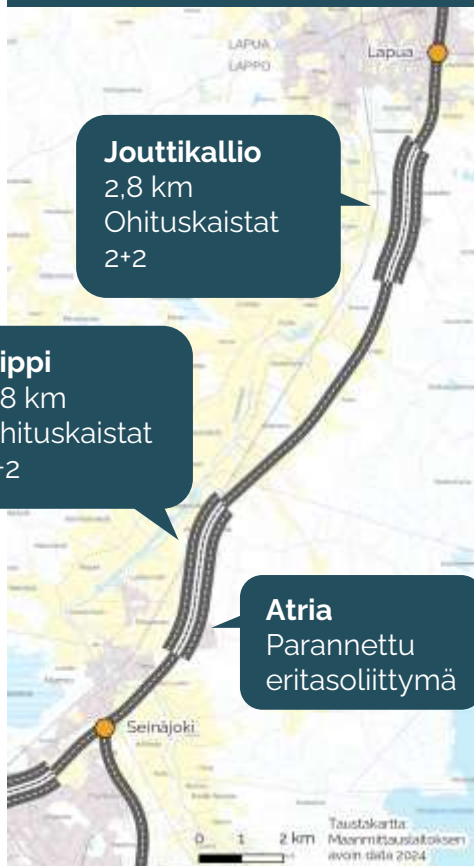 LAPUA
LAPPO
Lapua
Jouttikallio
2,8 km
Ohituskaistat
2+2
ippi
8 km
hituskaistat
+2
Atria
Parannettu
eritasoliittymä
Seinäjoki
0 1 2 km
Taustakartta:
Maanmittauslaitoksen
avoin data 2024